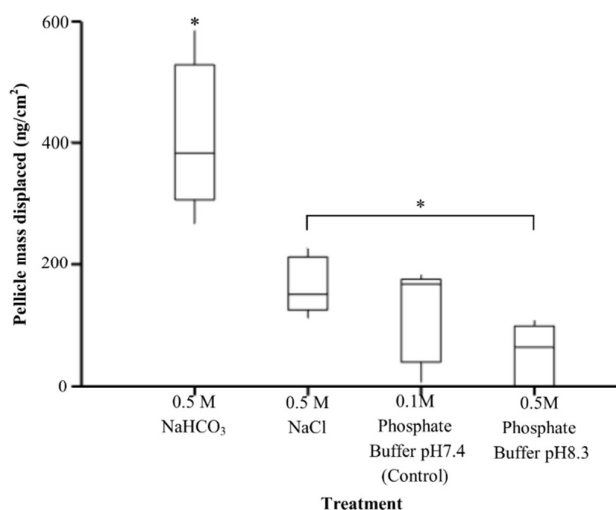 Pellicle mass displaced (ng/cm²)
600
*
400
*
200
0
0.5 M 0.5 M 0.1M 0.5M
NaHCO₃ NaCl Phosphate Phosphate
Buffer pH7.4 Buffer pH8.3
(Control)
Treatment